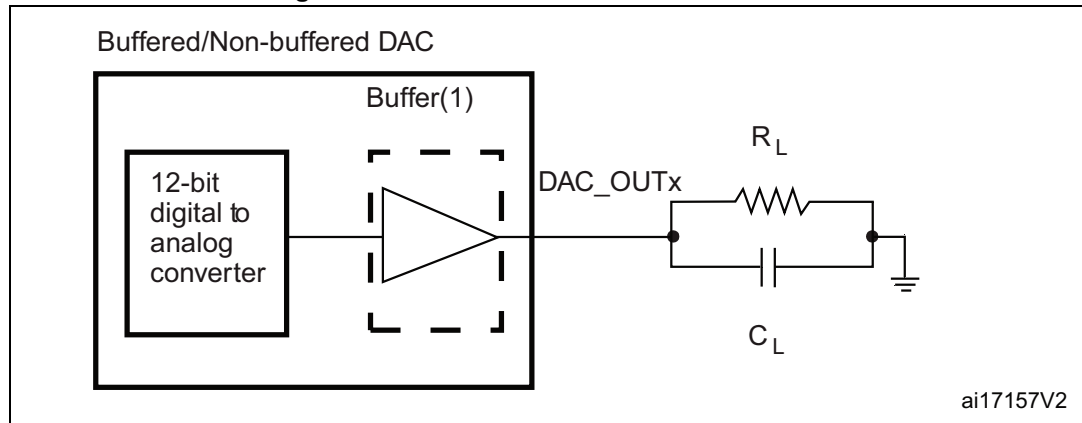 Buffered/Non-buffered DAC
Buffer(1)
12-bit
digital to
analog
converter
DAC_OUTx
R L
C L
ai17157V2